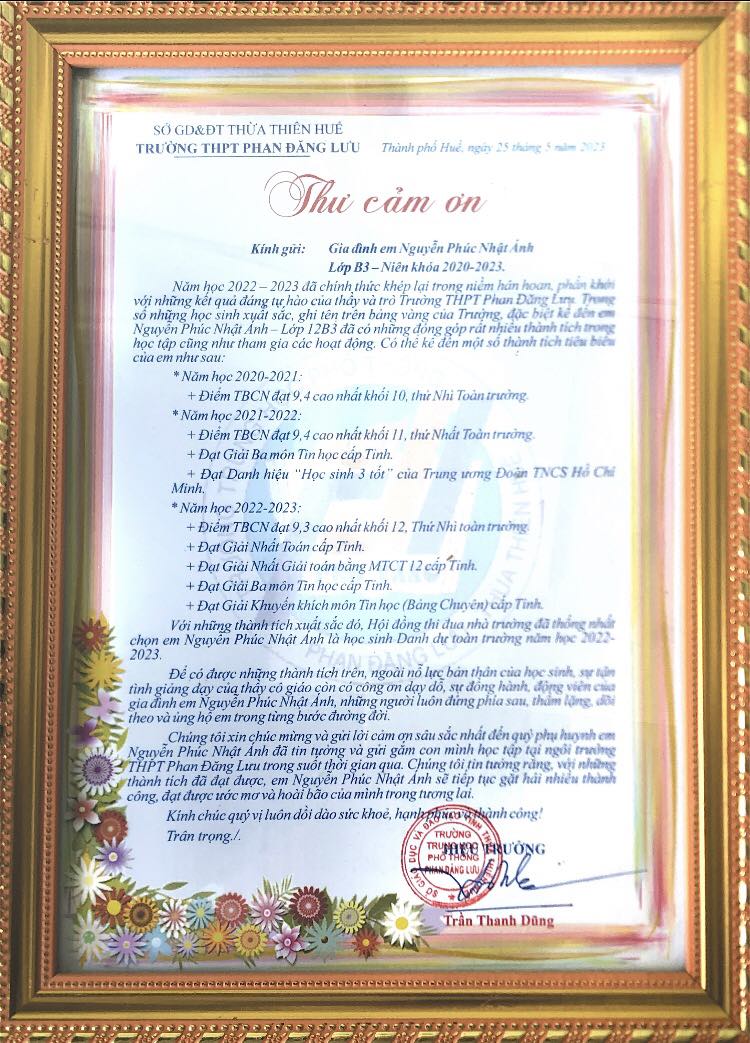 SỞ GD&ĐT THỪA THIÊN HUẾ
TRƯỜNG THPT PHAN ĐĂNG LƯU
Thành phố Huế, ngày 25 tháng 5 năm 2023
Thư cảm ơn
Kính gửi: Gia đình em Nguyễn Phúc Nhật Ánh
Lớp B3 – Niên khóa 2020-2023.
Năm học 2022 – 2023 đã chính thức khép lại trong niềm hân hoan, phấn khởi
với những kết quả đáng tự hào của thầy và trò Trường THPT Phan Đăng Lưu. Trong
số những học sinh xuất sắc, ghi tên trên bảng vàng của Trường, đặc biệt kể đến em
Nguyễn Phúc Nhật Ánh – Lớp 12B3 đã có những đóng góp rất nhiều thành tích trong
học tập cũng như tham gia các hoạt động. Có thể kể đến một số thành tích tiêu biểu
của em như sau:
* Năm học 2020-2021:
+ Điểm TBCN đạt 9,4 cao nhất khối 10, thứ Nhì Toàn trường.
* Năm học 2021-2022:
+ Điểm TBCN đạt 9,4 cao nhất khối 11, thứ Nhất Toàn trường.
+ Đạt Giải Ba môn Tin học cấp Tỉnh.
+ Đạt Danh hiệu “Học sinh 3 tốt” của Trung ương Đoàn TNCS Hồ Chí
Minh.
* Năm học 2022-2023:
+ Điểm TBCN đạt 9,3 cao nhất khối 12, Thứ Nhì toàn trường.
+ Đạt Giải Nhất Toán cấp Tỉnh.
+ Đạt Giải Nhất Giải toán bằng MTCT 12 cấp Tỉnh.
+ Đạt Giải Ba môn Tin học cấp Tỉnh.
+ Đạt Giải Khuyến khích môn Tin học (Bảng Chuyên) cấp Tỉnh.
Với những thành tích xuất sắc đó, Hội đồng thi đua nhà trường đã thống nhất
chọn em Nguyễn Phúc Nhật Ánh là học sinh Danh dự toàn trường năm học 2022-
2023.
Để có được những thành tích trên, ngoài nỗ lực bản thân của học sinh, sự tận
tình giảng dạy của thầy cô giáo còn có công ơn dạy dỗ, sự đồng hành, động viên của
gia đình em Nguyễn Phúc Nhật Ánh, những người luôn đứng phía sau, thầm lặng, dõi
theo và ủng hộ em trong từng bước đường đời.
Chúng tôi xin chúc mừng và gửi lời cảm ơn sâu sắc nhất đến quý phụ huynh em
Nguyễn Phúc Nhật Ánh đã tin tưởng và gửi gắm con mình học tập tại ngôi trường
THPT Phan Đăng Lưu trong suốt thời gian qua. Chúng tôi tin tưởng rằng, với những
thành tích đã đạt được, em Nguyễn Phúc Nhật Ánh sẽ tiếp tục gặt hái nhiều thành
công, đạt được ước mơ và hoài bão của mình trong tương lai.
Kính chúc quý vị luôn dồi dào sức khoẻ, hạnh phúc và thành công!
Trân trọng./.
HIỆU TRƯỞNG
TRƯỜNG
TRUNG HỌC
PHỔ THÔNG
PHAN ĐĂNG LƯU
Trần Thanh Dũng